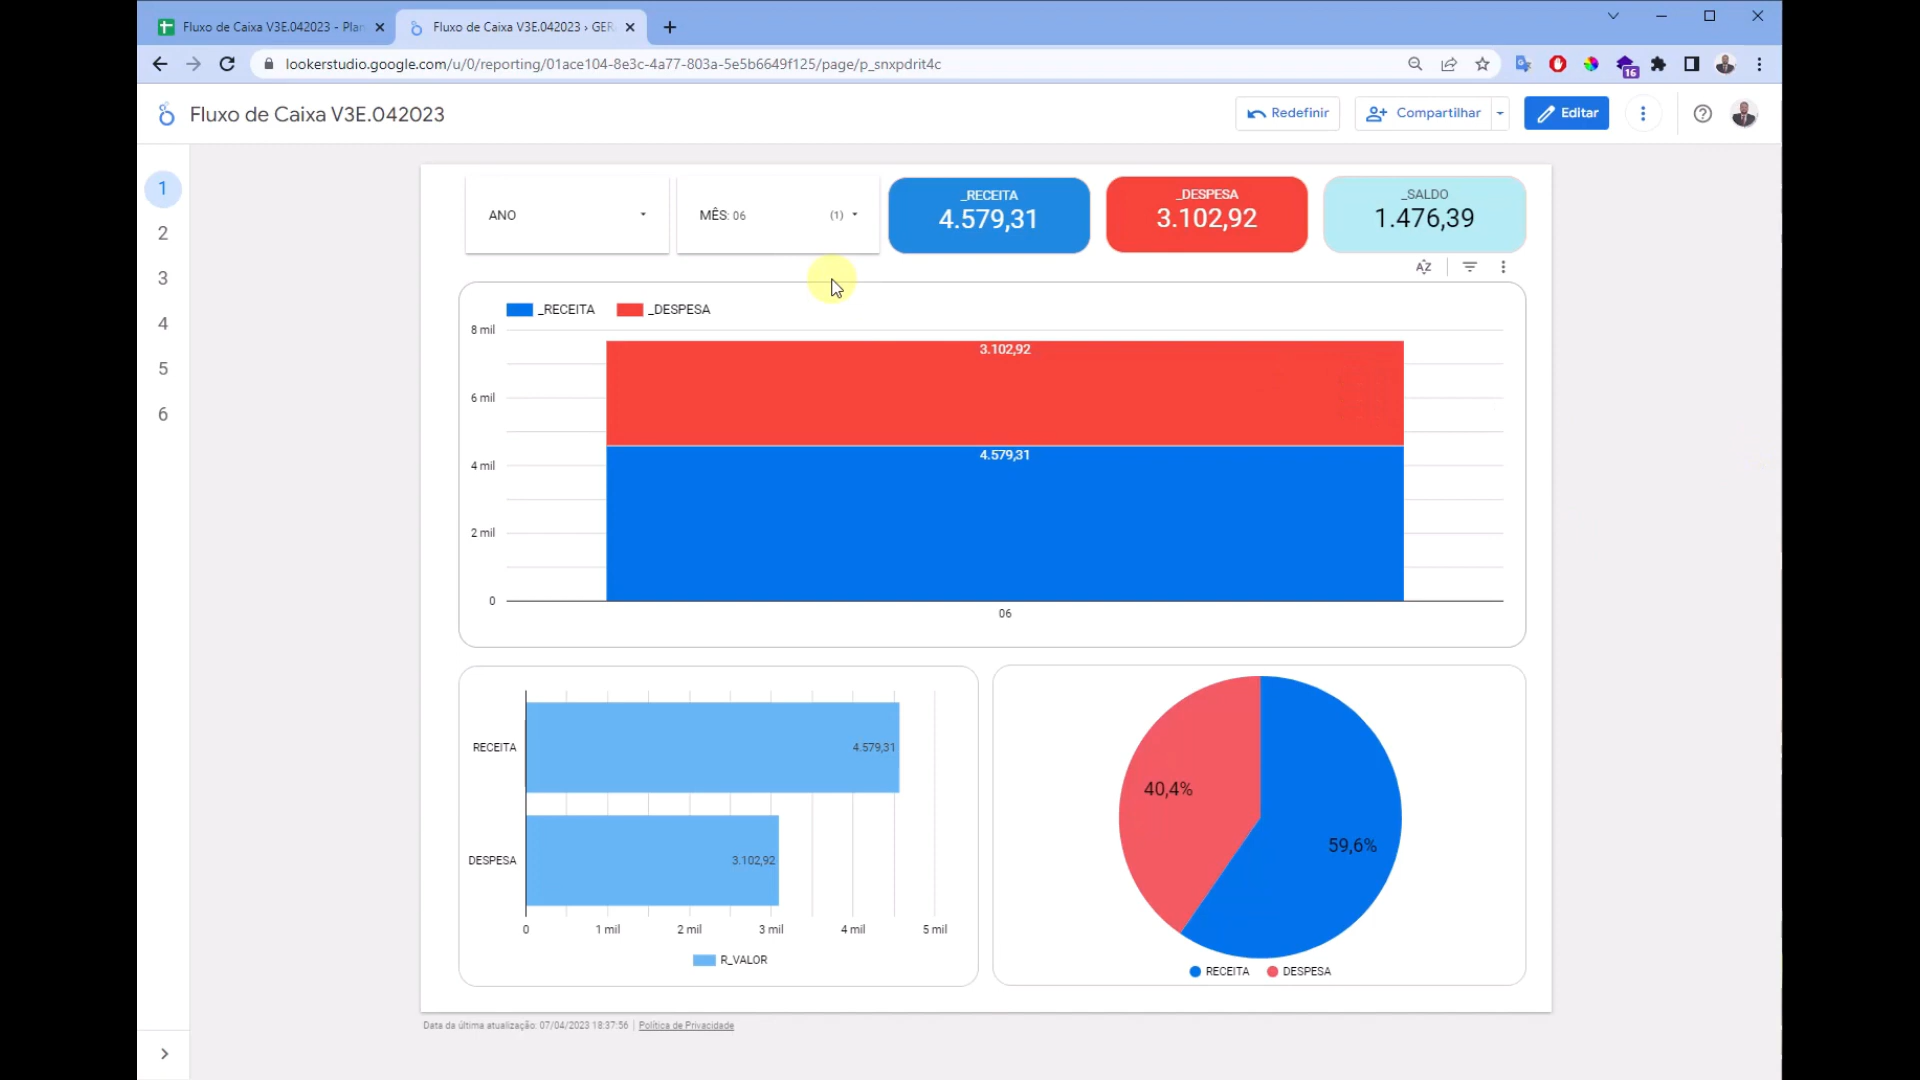 Fluxo de Caixa V3E.042023 - Plan
Fluxo de Caixa V3E.042023 › GER
lookerstudio.google.com/u/0/reporting/01ace104-8e3c-4a77-803a-5e5b6649f125/page/p_snxpdrit4c
16
Fluxo de Caixa V3E.042023
Redefinir
Compartilhar
Editar
1
2
3
4
5
6
ANO
MÊS: 06 (1)
_RECEITA
4.579,31
_DESPESA
3.102,92
_SALDO
1.476,39
AZ
_RECEITA _DESPESA
8 mil
6 mil
4 mil
2 mil
0
3.102,92
4.579,31
06
RECEITA 4.579,31
DESPESA 3.102,92
0 1 mil 2 mil 3 mil 4 mil 5 mil
R_VALOR
40,4%
59,6%
RECEITA DESPESA
Data da última atualização: 07/04/2023 18:37:56 | Política de Privacidade